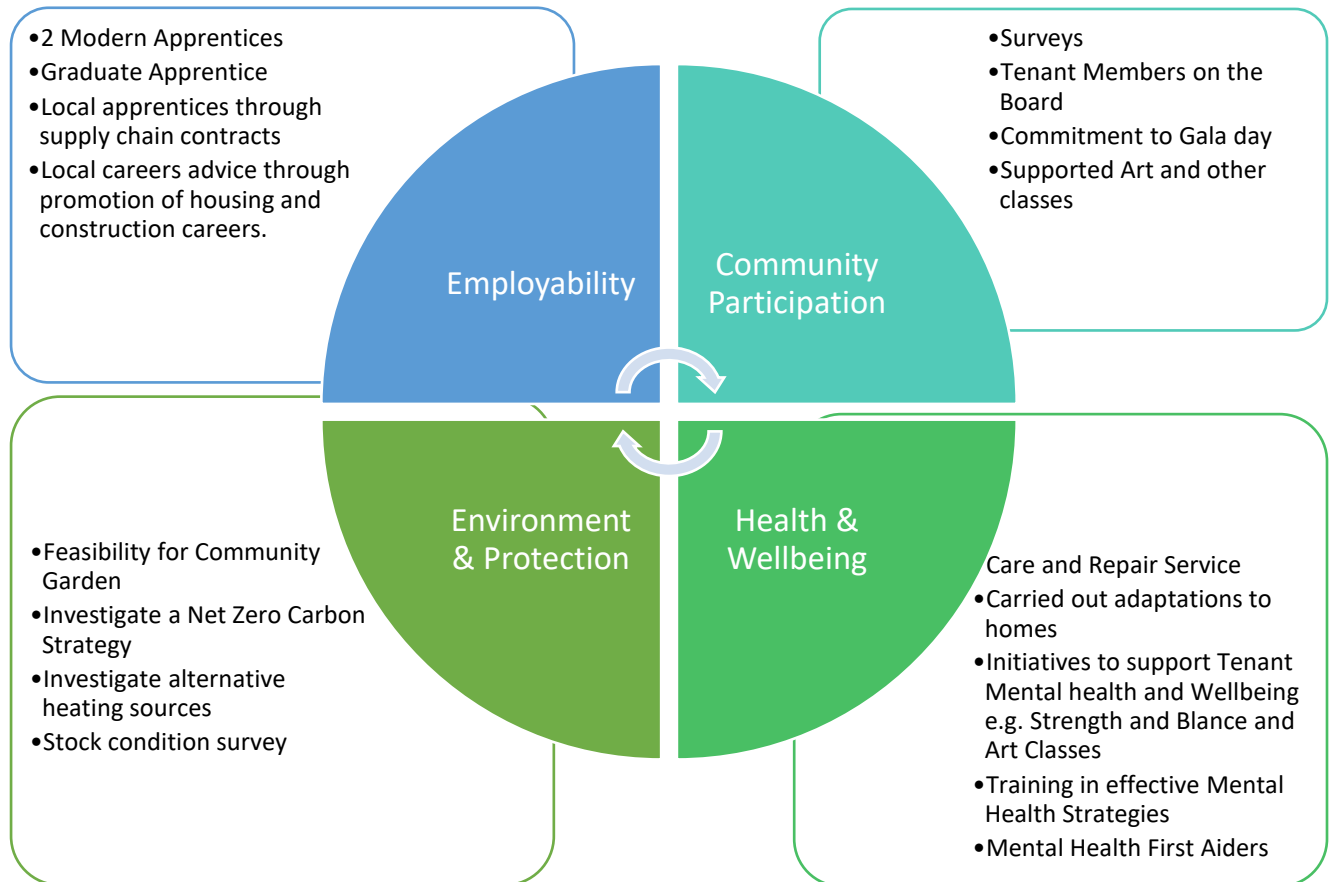 •2 Modern Apprentices
•Graduate Apprentice
•Local apprentices through
supply chain contracts
•Local careers advice through
promotion of housing and
construction careers.
Employability
•Surveys
•Tenant Members on the
Board
•Commitment to Gala day
•Supported Art and other
classes
Community
Participation
•Feasibility for Community
Garden
•Investigate a Net Zero Carbon
Strategy
•Investigate alternative
heating sources
•Stock condition survey
Environment
& Protection
Health &
Wellbeing
Care and Repair Service
•Carried out adaptations to
homes
•Initiatives to support Tenant
Mental health and Wellbeing
e.g. Strength and Blance and
Art Classes
•Training in effective Mental
Health Strategies
•Mental Health First Aiders